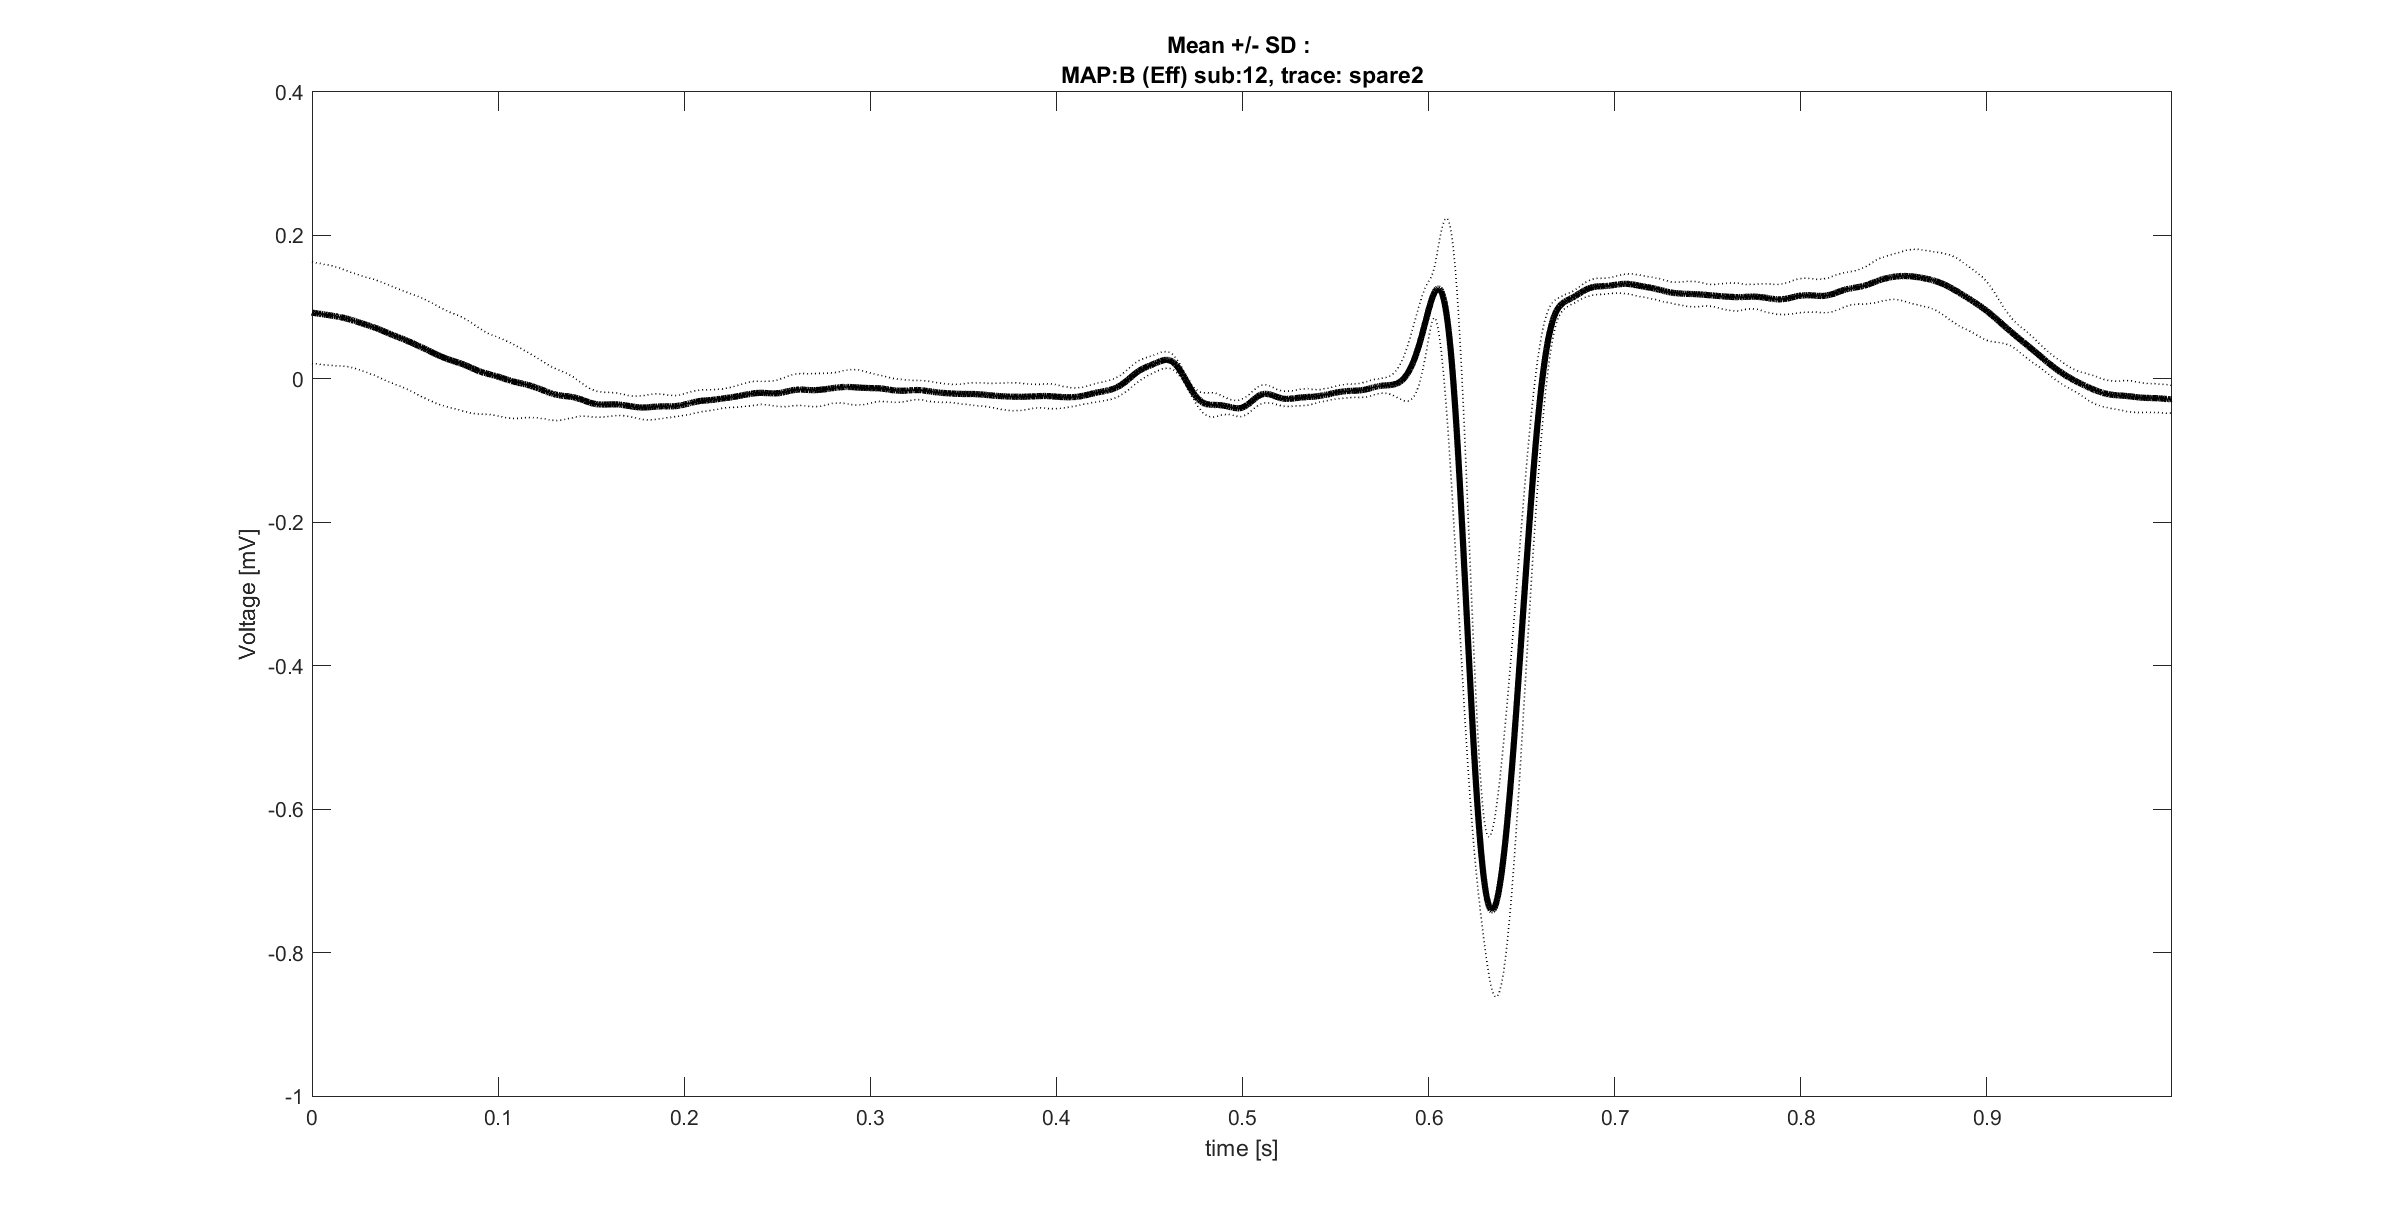 Mean +/- SD :
MAP:B (Eff) sub:12, trace: spare2
0.4
0.2
0
-0.2
-0.4
-0.6
-0.8
-1
Voltage [mV]
0 0.1 0.2 0.3 0.4 0.5 0.6 0.7 0.8 0.9
time [s]